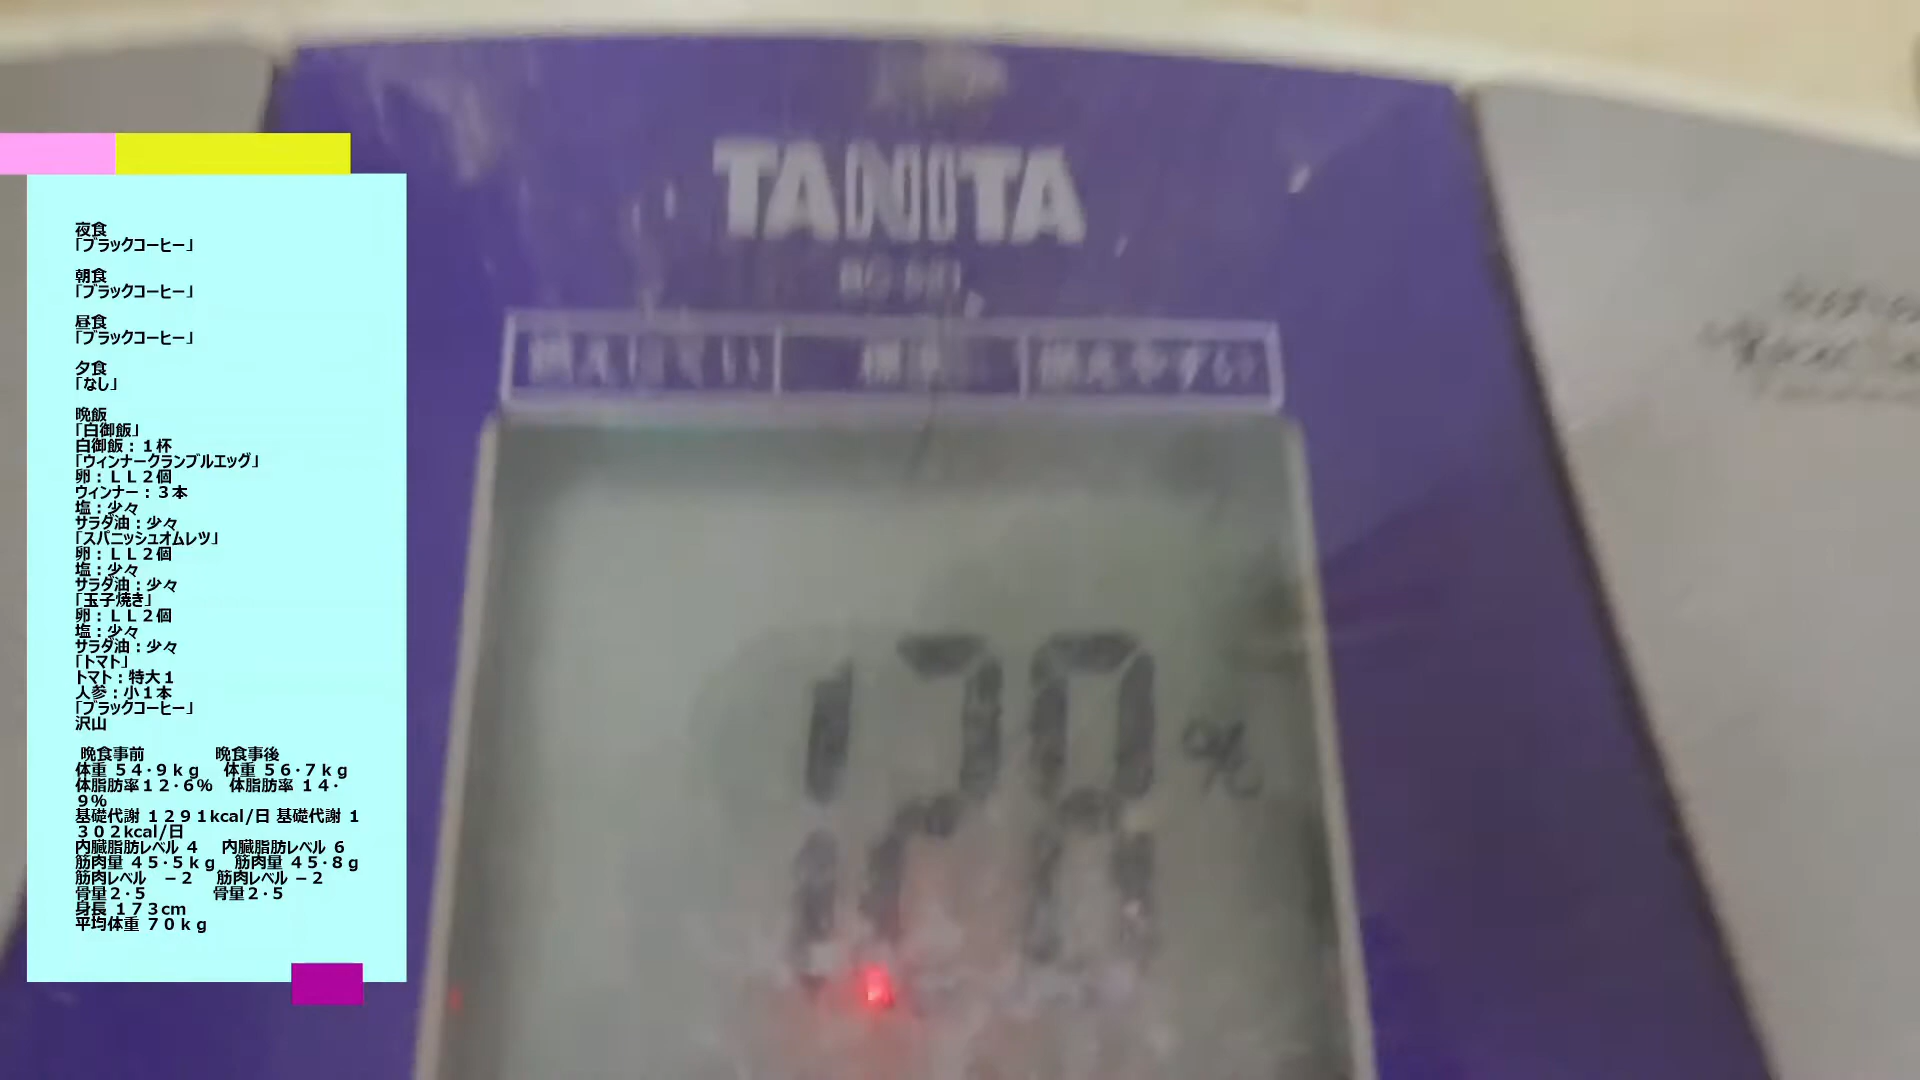 夜食
「ブラックコーヒー」
朝食
「ブラックコーヒー」
昼食
「ブラックコーヒー」
夕食
「なし」
晩飯
「白御飯」
白御飯：１杯
「ウィンナークランブルエッグ」
卵：ＬＬ２個
ウィンナー：３本
塩：少々
サラダ油：少々
「スパニッシュオムレツ」
卵：ＬＬ２個
塩：少々
サラダ油：少々
「玉子焼き」
卵：ＬＬ２個
塩：少々
サラダ油：少々
「トマト」
トマト：特大１
人参：小１本
「ブラックコーヒー」
沢山
晩食事前 晩食事後
体重 ５４・９ｋｇ 体重 ５６・７ｋｇ
体脂肪率１２・６％ 体脂肪率 １４・
９％
基礎代謝 １２９１kcal/日 基礎代謝 １
３０２kcal/日
内臓脂肪レベル ４ 内臓脂肪レベル ６
筋肉量 ４５・５ｋｇ 筋肉量 ４５・８ｇ
筋肉レベル －２ 筋肉レベル －２
骨量２・５ 骨量２・５
身長 １７３cm
平均体重 ７０ｋｇ
TANITA
燃えにくい 標準 燃えやすい
%